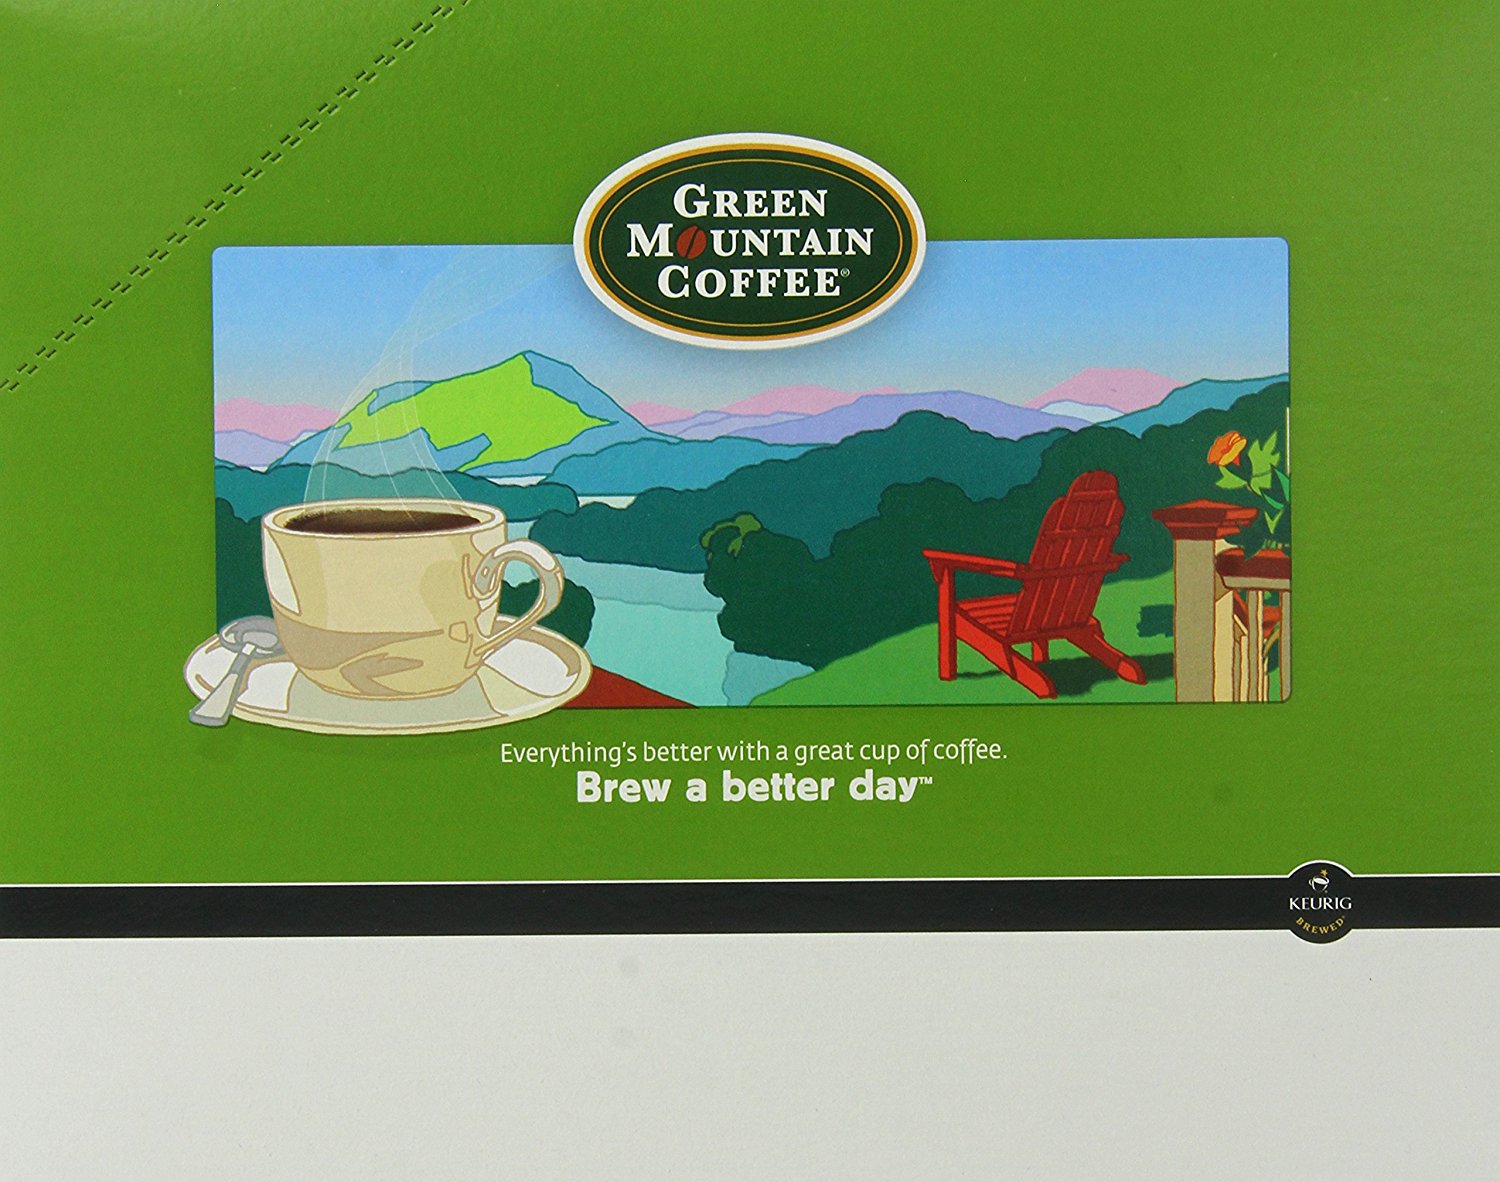 GREEN
MOUNTAIN
COFFEE®
Everything's better with a great cup of coffee.
Brew a better day™
KEURIG
BREWED®